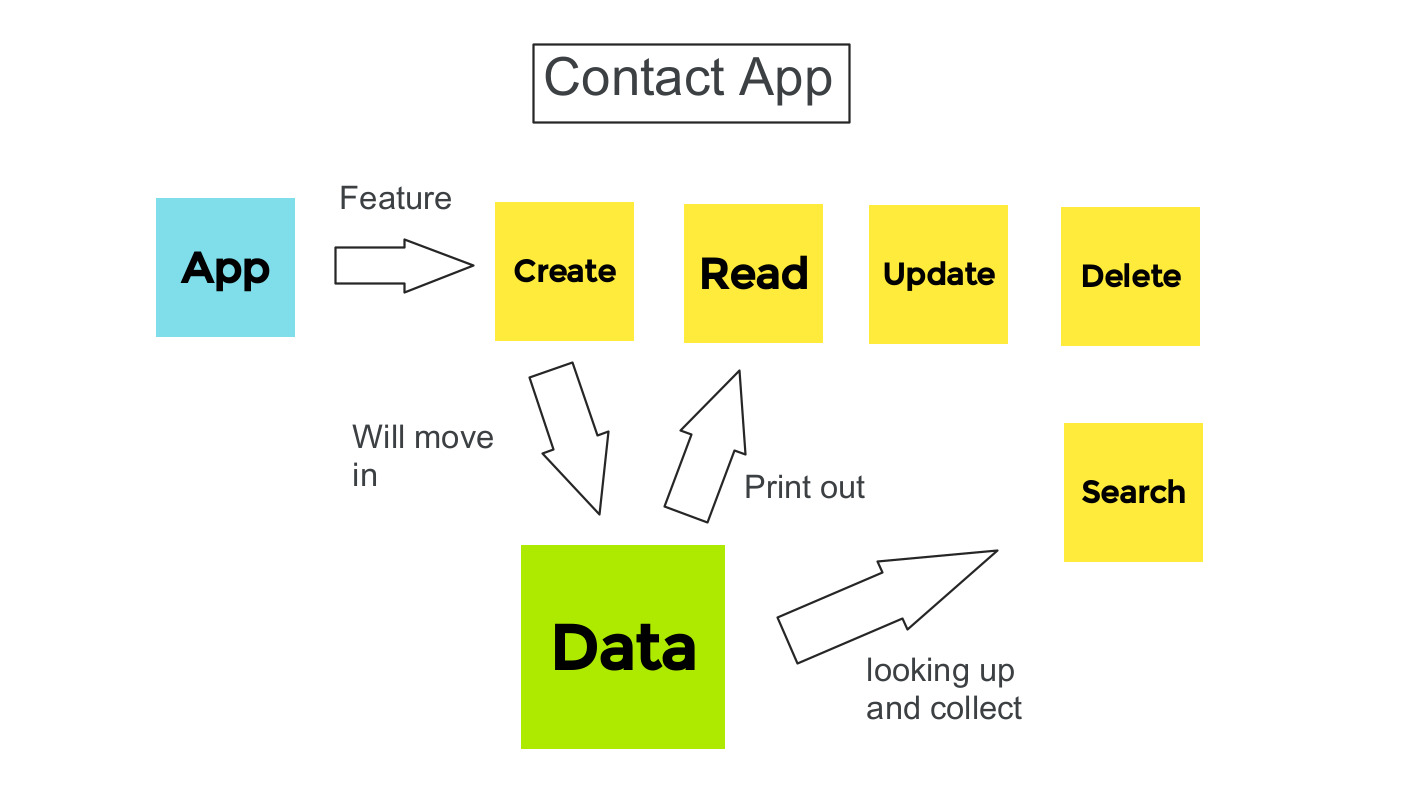 Contact App
Feature
App
Create
Read
Update
Delete
Will move
in
Print out
Search
Data
looking up
and collect